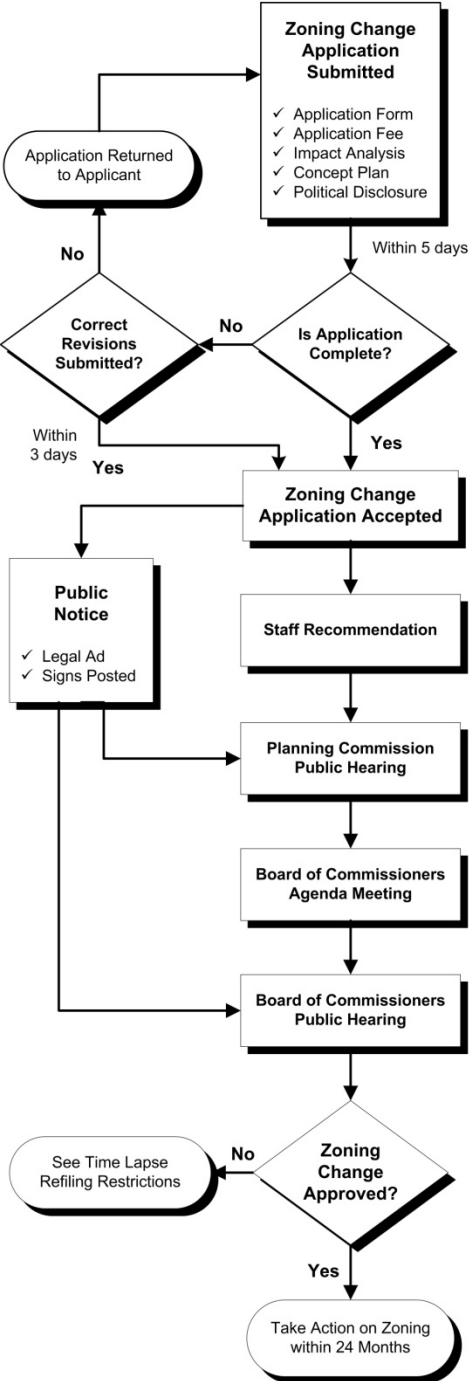 Zoning Change
Application
Submitted
✓ Application Form
✓ Application Fee
✓ Impact Analysis
✓ Concept Plan
✓ Political Disclosure
Application Returned
to Applicant
Within 5 days
No
Correct
Revisions
Submitted?
No
Is Application
Complete?
Within
3 days
Yes
Yes
Zoning Change
Application Accepted
Public
Notice
✓ Legal Ad
✓ Signs Posted
Staff Recommendation
Planning Commission
Public Hearing
Board of Commissioners
Agenda Meeting
Board of Commissioners
Public Hearing
See Time Lapse
Refiling Restrictions
No
Zoning
Change
Approved?
Yes
Take Action on Zoning
within 24 Months